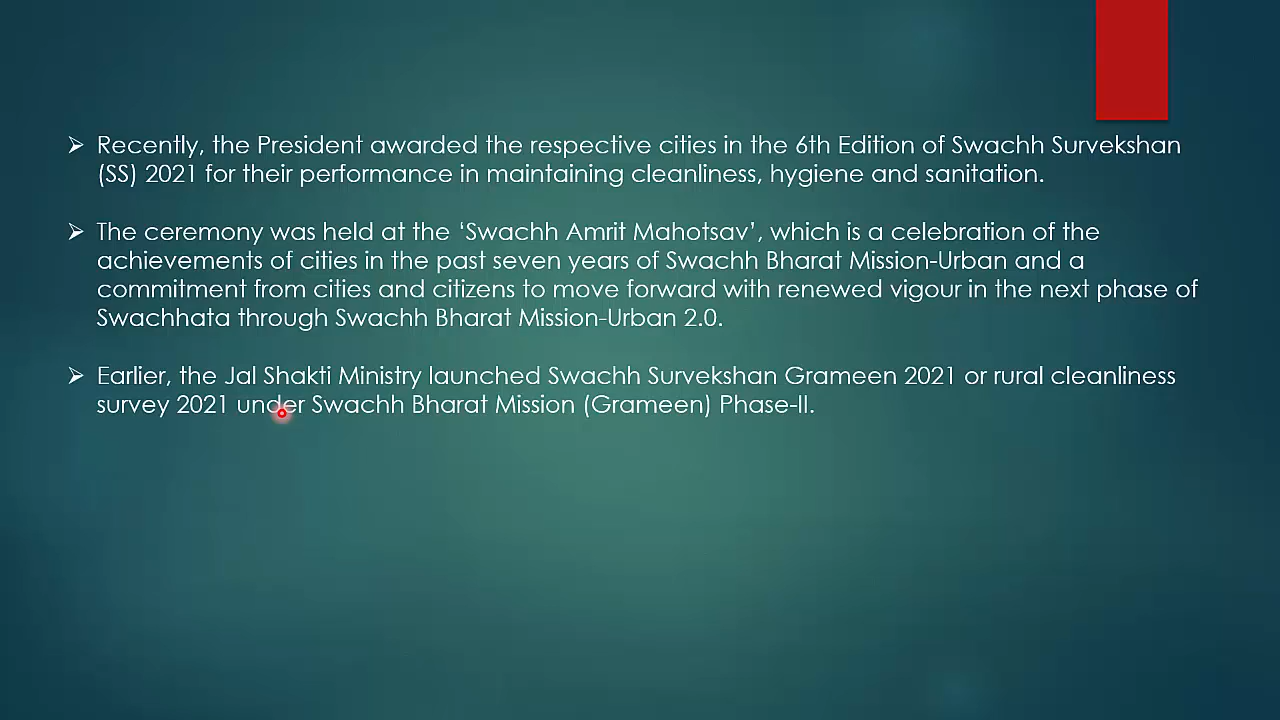 Recently, the President awarded the respective cities in the 6th Edition of Swachh Survekshan
(SS) 2021 for their performance in maintaining cleanliness, hygiene and sanitation.
The ceremony was held at the ‘Swachh Amrit Mahotsav’, which is a celebration of the
achievements of cities in the past seven years of Swachh Bharat Mission-Urban and a
commitment from cities and citizens to move forward with renewed vigour in the next phase of
Swachhata through Swachh Bharat Mission-Urban 2.0.
Earlier, the Jal Shakti Ministry launched Swachh Survekshan Grameen 2021 or rural cleanliness
survey 2021 under Swachh Bharat Mission (Grameen) Phase-II.